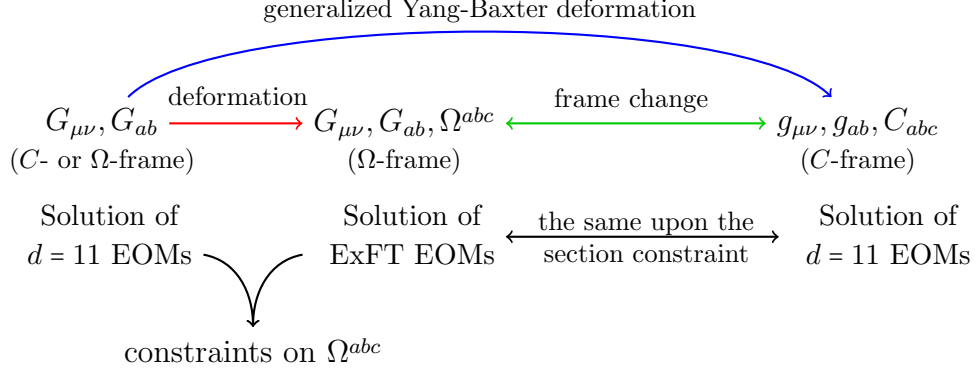 generalized Yang-Baxter deformation
deformation
frame change
G_{μν}, G_{ab}
G_{μν}, G_{ab}, Ω^{abc}
g_{μν}, g_{ab}, C_{abc}
(C- or Ω-frame)
(Ω-frame)
(C-frame)
Solution of
d = 11 EOMs
Solution of
ExFT EOMs
the same upon the
section constraint
Solution of
d = 11 EOMs
constraints on Ω^{abc}